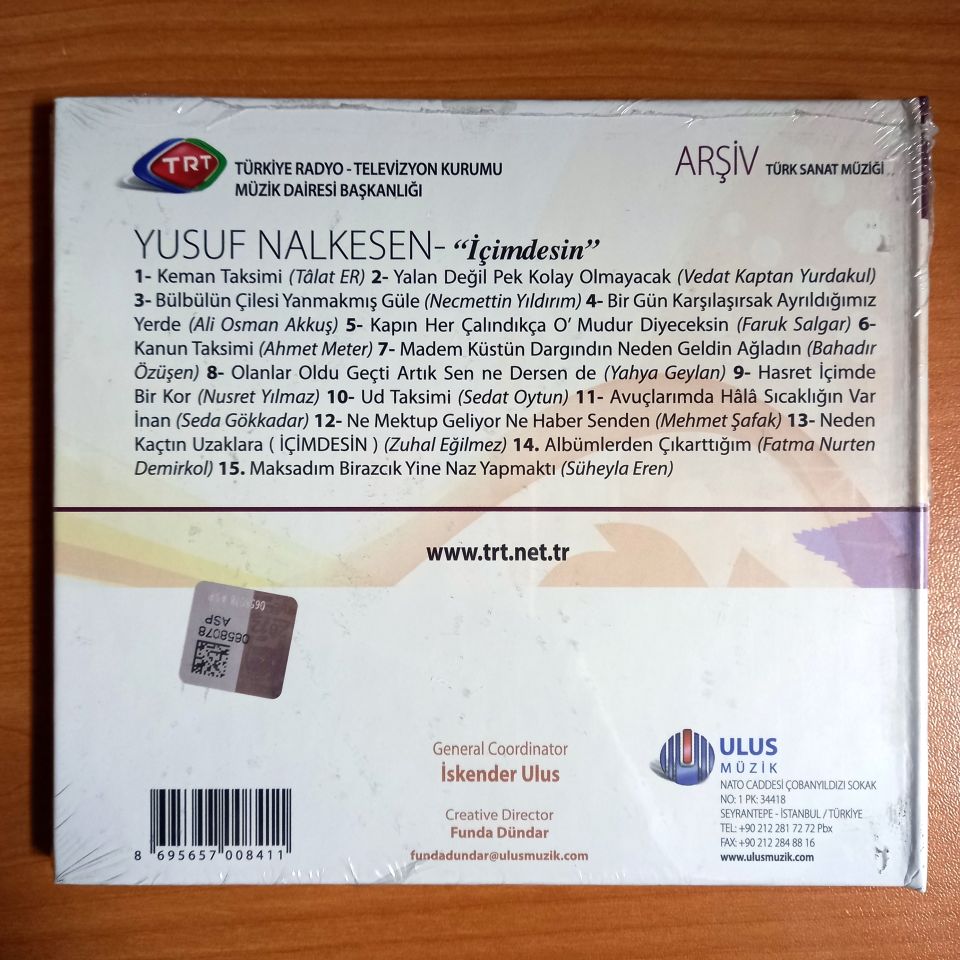 TRT
TÜRKİYE RADYO - TELEVİZYON KURUMU
MÜZİK DAİRESİ BAŞKANLIĞI
ARŞİV TÜRK SANAT MÜZİĞİ
YUSUF NALKESEN- “İçimdesin”
1- Keman Taksimi (Tâlat ER) 2- Yalan Değil Pek Kolay Olmayacak (Vedat Kaptan Yurdakul)
3- Bülbülün Çilesi Yanmakmış Güle (Necmettin Yıldırım) 4- Bir Gün Karşılaşırsak Ayrıldığımız
Yerde (Ali Osman Akkuş) 5- Kapın Her Çalındıkça O’ Mudur Diyeceksin (Faruk Salgar) 6-
Kanun Taksimi (Ahmet Meter) 7- Madem Küstün Dargındın Neden Geldin Ağladın (Bahadır
Özüşen) 8- Olanlar Oldu Geçti Artık Sen ne Dersen de (Yahya Geylan) 9- Hasret İçimde
Bir Kor (Nusret Yılmaz) 10- Ud Taksimi (Sedat Oytun) 11- Avuçlarımda Hâlâ Sıcaklığın Var
İnan (Seda Gökkadar) 12- Ne Mektup Geliyor Ne Haber Senden (Mehmet Şafak) 13- Neden
Kaçtın Uzaklara ( İÇİMDESİN ) (Zuhal Eğilmez) 14. Albümlerden Çıkarttığım (Fatma Nurten
Demirkol) 15. Maksadım Birazcık Yine Naz Yapmaktı (Süheyla Eren)
www.trt.net.tr
0658078 ASP
0658078
ASP
General Coordinator
İskender Ulus
Creative Director
Funda Dündar
fundadundar@ulusmuzik.com
ULUS
MÜZİK
NATO CADDESİ ÇOBANYILDIZI SOKAK
NO: 1 PK: 34418
SEYRANTEPE - İSTANBUL / TÜRKİYE
TEL: +90 212 281 72 72 Pbx
FAX: +90 212 284 88 16
www.ulusmuzik.com
8 695657 008411